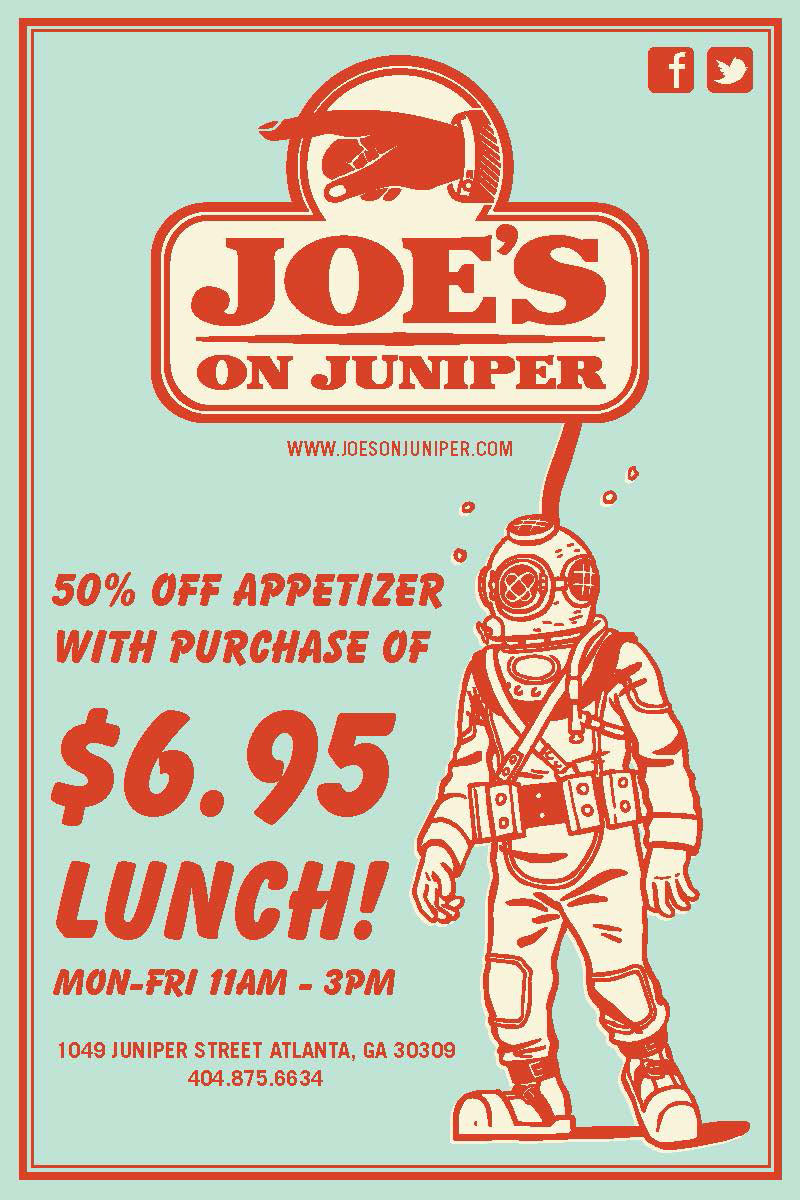 JOE'S
ON JUNIPER
WWW.JOESONJUNIPER.COM
50% OFF APPETIZER
WITH PURCHASE OF
$6.95
LUNCH!
MON-FRI 11AM - 3PM
1049 JUNIPER STREET ATLANTA, GA 30309
404.875.6634